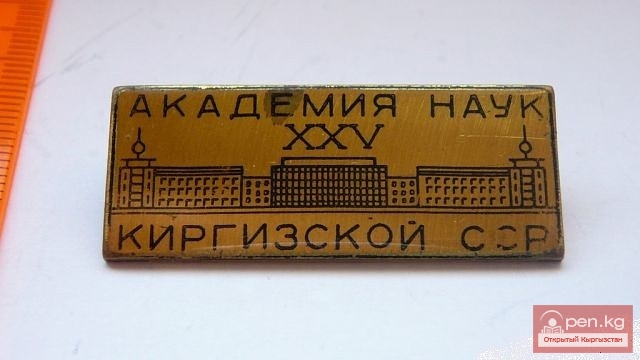 АКАДЕМИЯ НАУК
XXV
КИРГИЗСКОЙ ССР
Open.kg
Открытый Кыргызстан